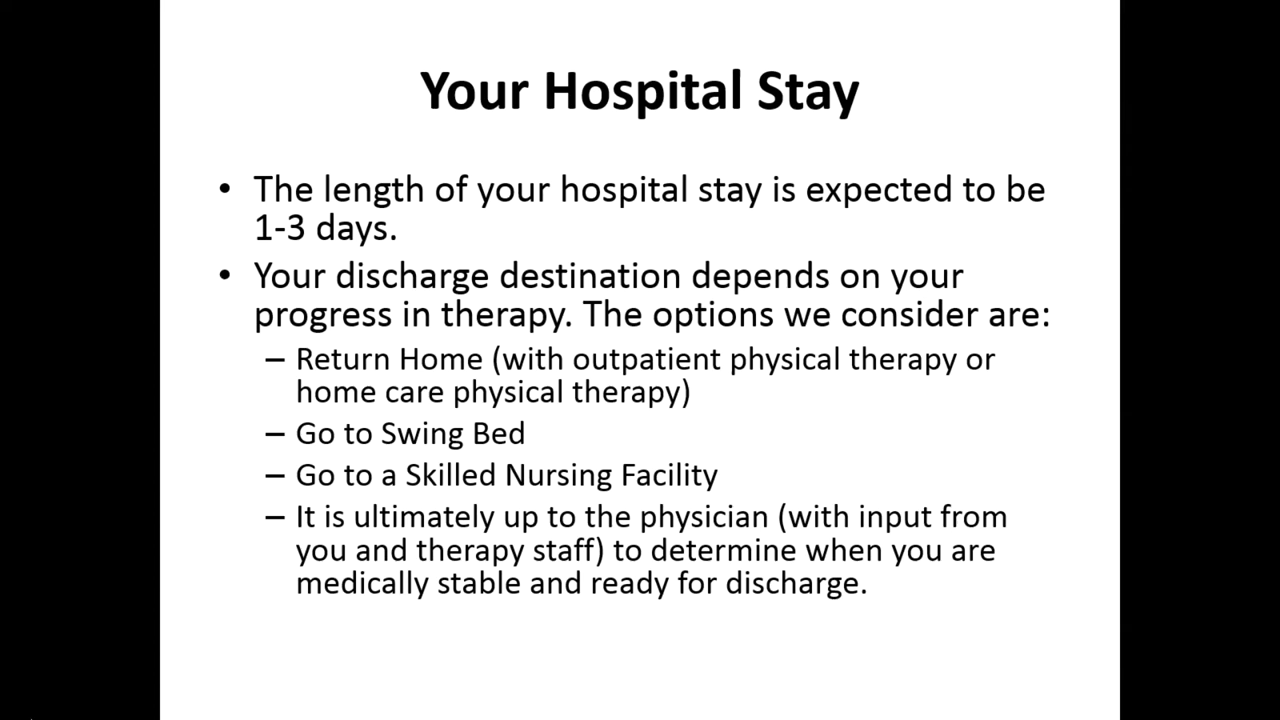 Your Hospital Stay
• The length of your hospital stay is expected to be
1-3 days.
• Your discharge destination depends on your
progress in therapy. The options we consider are:
– Return Home (with outpatient physical therapy or
home care physical therapy)
– Go to Swing Bed
– Go to a Skilled Nursing Facility
– It is ultimately up to the physician (with input from
you and therapy staff) to determine when you are
medically stable and ready for discharge.